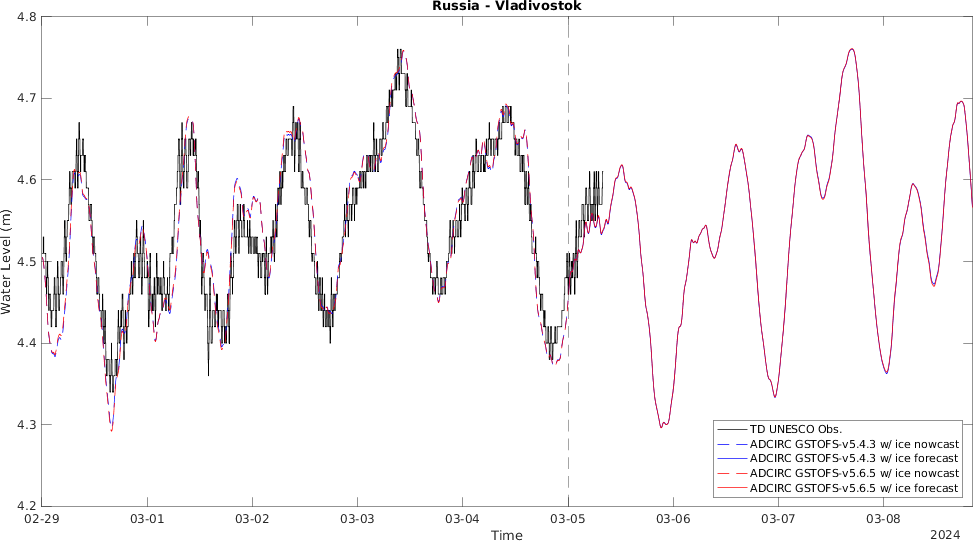 Russia - Vladivostok
4.8
4.7
4.6
4.5
4.4
4.3
4.2
Water Level (m)
02-29 03-01 03-02 03-03 03-04 03-05 03-06 03-07 03-08
Time
2024
TD UNESCO Obs.
ADCIRC GSTOFS-v5.4.3 w/ ice nowcast
ADCIRC GSTOFS-v5.4.3 w/ ice forecast
ADCIRC GSTOFS-v5.6.5 w/ ice nowcast
ADCIRC GSTOFS-v5.6.5 w/ ice forecast